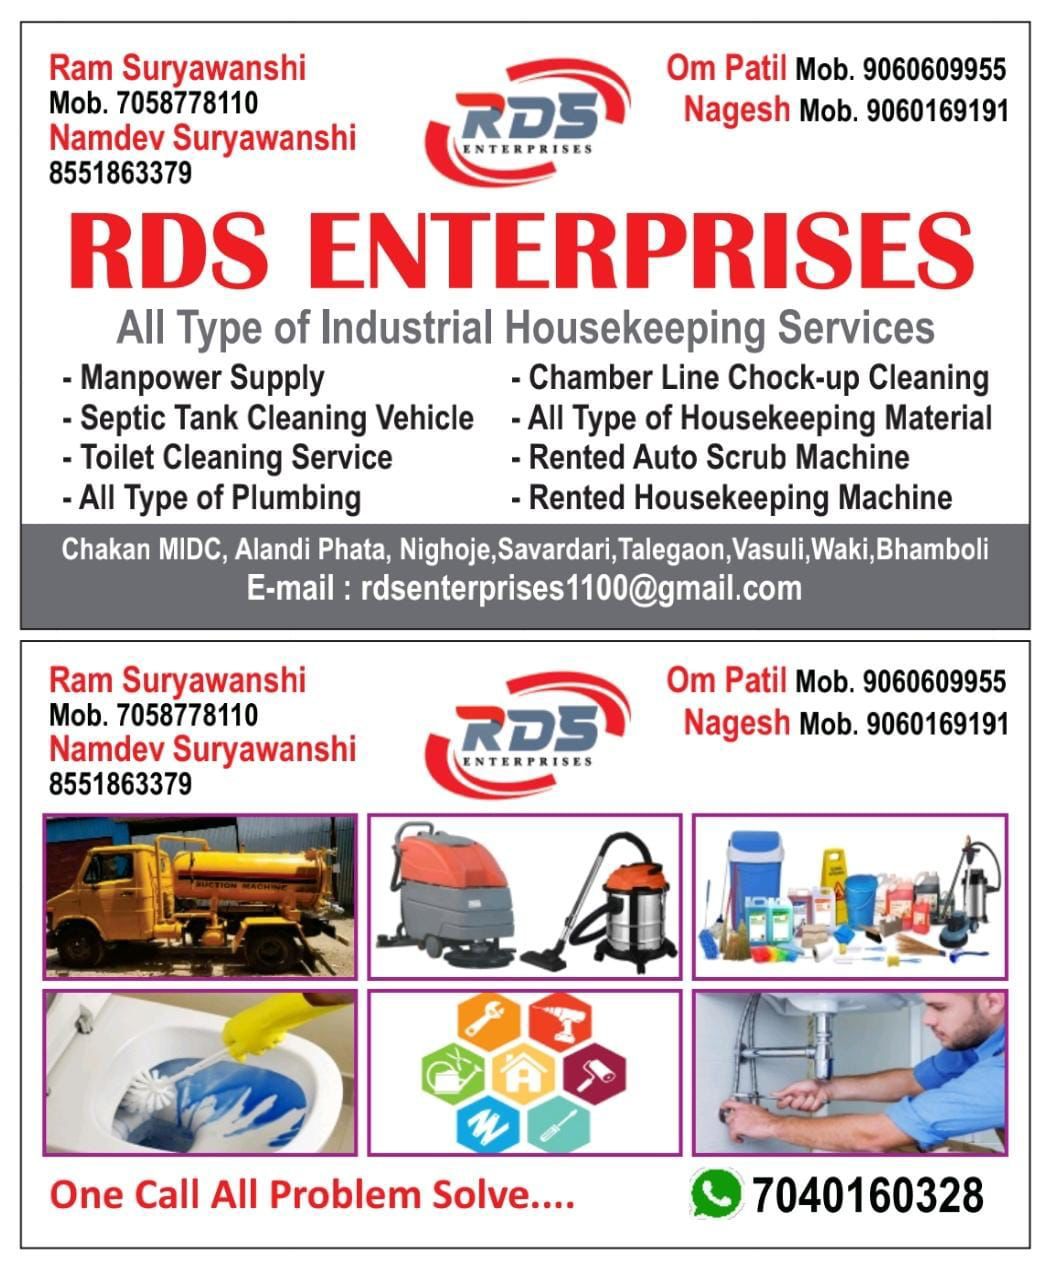 Ram Suryawanshi
Mob. 7058778110
Namdev Suryawanshi
8551863379
RDS
ENTERPRISES
Om Patil Mob. 9060609955
Nagesh Mob. 9060169191
RDS ENTERPRISES
All Type of Industrial Housekeeping Services
- Manpower Supply
- Septic Tank Cleaning Vehicle
- Toilet Cleaning Service
- All Type of Plumbing
- Chamber Line Chock-up Cleaning
- All Type of Housekeeping Material
- Rented Auto Scrub Machine
- Rented Housekeeping Machine
Chakan MIDC, Alandi Phata, Nighoje,Savardari,Talegaon,Vasuli,Waki,Bhamboli
E-mail : rdsenterprises1100@gmail.com
Ram Suryawanshi
Mob. 7058778110
Namdev Suryawanshi
8551863379
RDS
ENTERPRISES
Om Patil Mob. 9060609955
Nagesh Mob. 9060169191
SUCTION MACHINE
One Call All Problem Solve....
7040160328